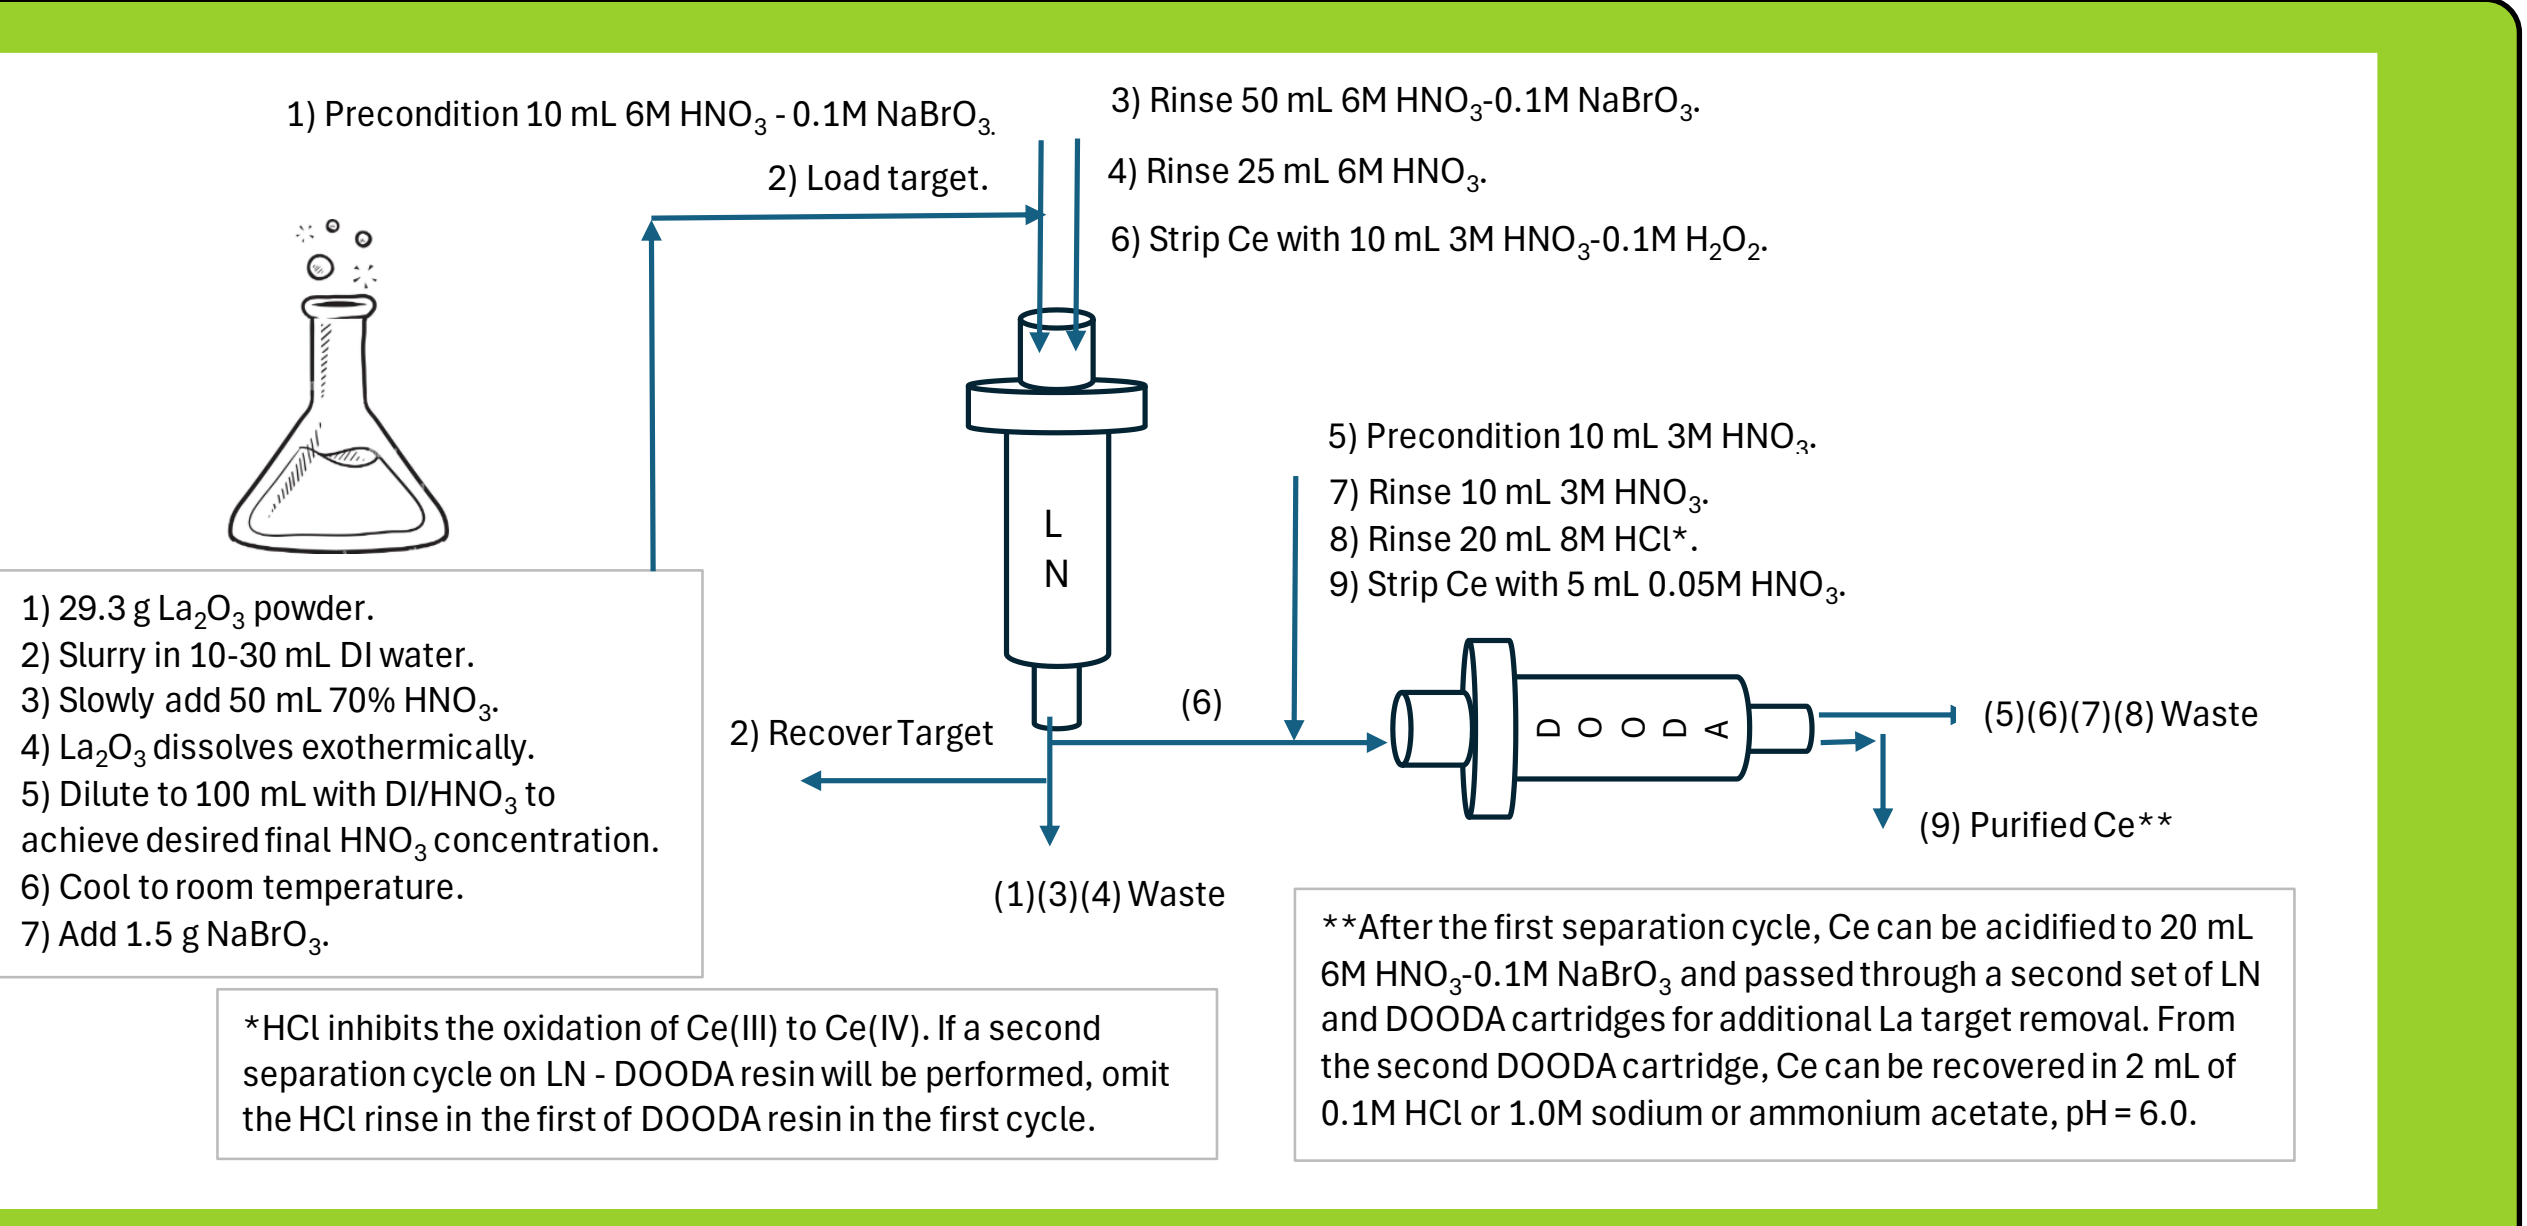 1) Precondition 10 mL 6M HNO₃ - 0.1M NaBrO₃.
2) Load target.
3) Rinse 50 mL 6M HNO₃-0.1M NaBrO₃.
4) Rinse 25 mL 6M HNO₃.
6) Strip Ce with 10 mL 3M HNO₃-0.1M H₂O₂.
L
N
5) Precondition 10 mL 3M HNO₃.
7) Rinse 10 mL 3M HNO₃.
8) Rinse 20 mL 8M HCl*.
9) Strip Ce with 5 mL 0.05M HNO₃.
1) 29.3 g La₂O₃ powder.
2) Slurry in 10-30 mL DI water.
3) Slowly add 50 mL 70% HNO₃.
4) La₂O₃ dissolves exothermically.
5) Dilute to 100 mL with DI/HNO₃ to
achieve desired final HNO₃ concentration.
6) Cool to room temperature.
7) Add 1.5 g NaBrO₃.
2) Recover Target
(6)
DOODA
(5)(6)(7)(8) Waste
(9) Purified Ce**
(1)(3)(4) Waste
*HCl inhibits the oxidation of Ce(III) to Ce(IV). If a second
separation cycle on LN - DOODA resin will be performed, omit
the HCl rinse in the first of DOODA resin in the first cycle.
**After the first separation cycle, Ce can be acidified to 20 mL
6M HNO₃-0.1M NaBrO₃ and passed through a second set of LN
and DOODA cartridges for additional La target removal. From
the second DOODA cartridge, Ce can be recovered in 2 mL of
0.1M HCl or 1.0M sodium or ammonium acetate, pH = 6.0.